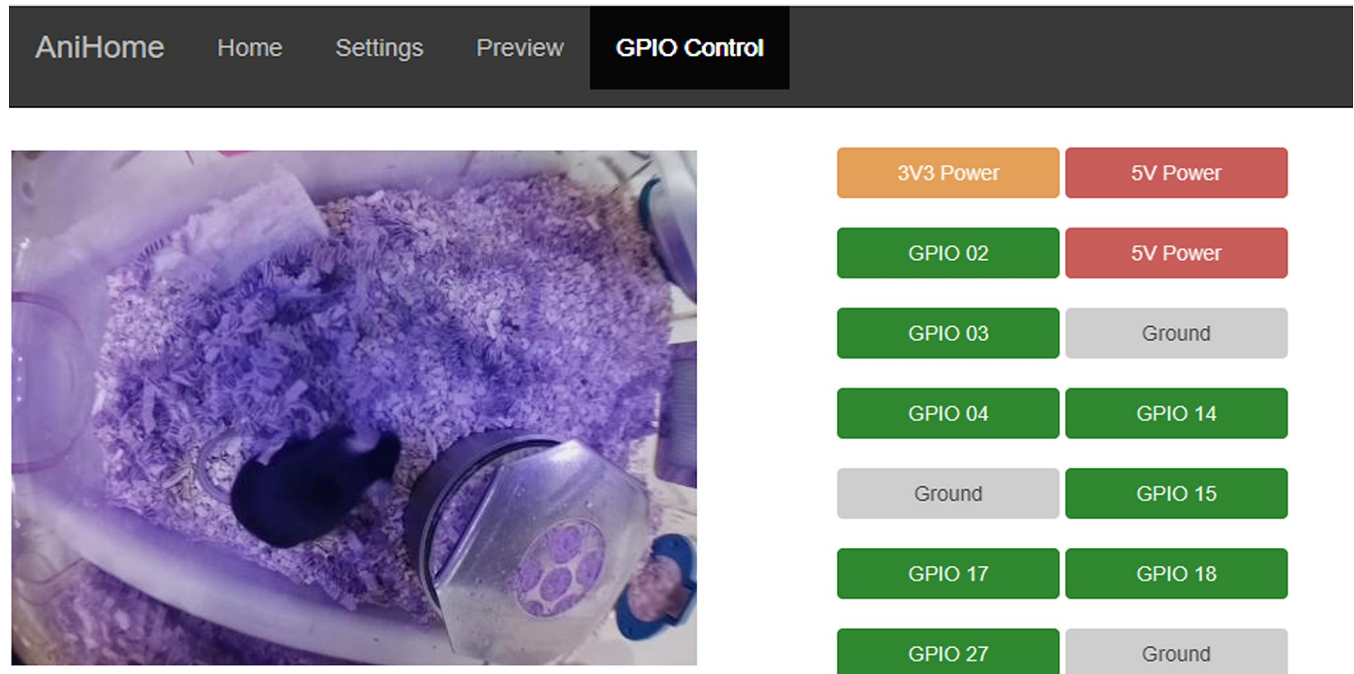 AniHome Home Settings Preview GPIO Control
3V3 Power 5V Power
GPIO 02 5V Power
GPIO 03 Ground
GPIO 04 GPIO 14
Ground GPIO 15
GPIO 17 GPIO 18
GPIO 27 Ground